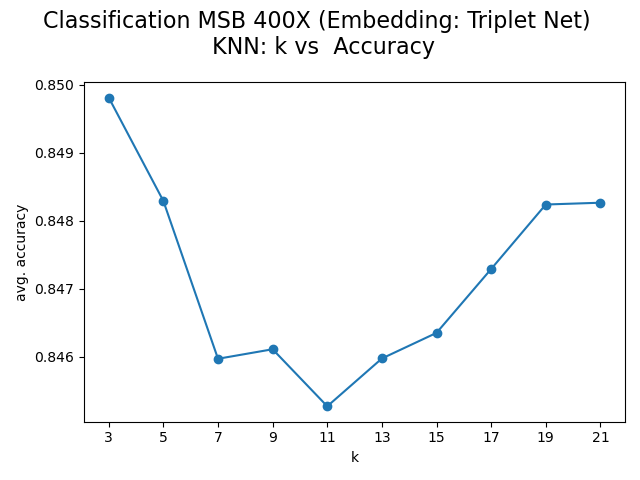 Classification MSB 400X (Embedding: Triplet Net)
KNN: k vs  Accuracy
0.850
0.849
0.848
0.847
0.846
avg. accuracy
3 5 7 9 11 13 15 17 19 21
k